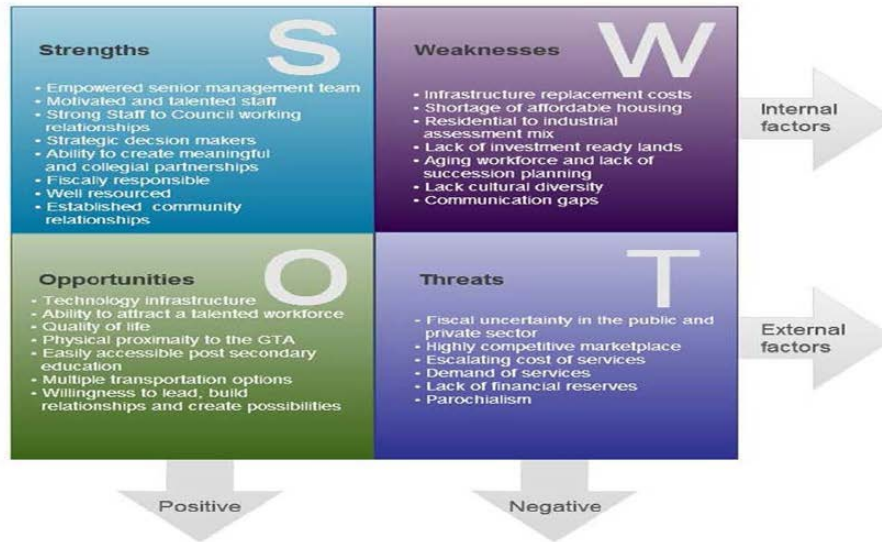 Strengths
S
• Empowered senior management team
• Motivated and talented staff
• Strong Staff to Council working
relationships
• Strategic decsion makers
• Ability to create meaningful
and collegial partnerships
• Fiscally responsible
• Well resourced
• Established community
relationships
Weaknesses
W
• Infrastructure replacement costs
• Shortage of affordable housing
• Residential to industrial
assessment mix
• Lack of investment ready lands
• Aging workforce and lack of
succession planning
• Lack cultural diversity
• Communication gaps
Internal
factors
Opportunities
O
• Technology infrastructure
• Ability to attract a talented workforce
• Quality of life
• Physical proximity to the GTA
• Easily accessible post secondary
education
• Multiple transportation options
• Willingness to lead, build
relationships and create possibilities
Threats
T
• Fiscal uncertainty in the public and
private sector
• Highly competitive marketplace
• Escalating cost of services
• Demand of services
• Lack of financial reserves
• Parochialism
External
factors
Positive
Negative